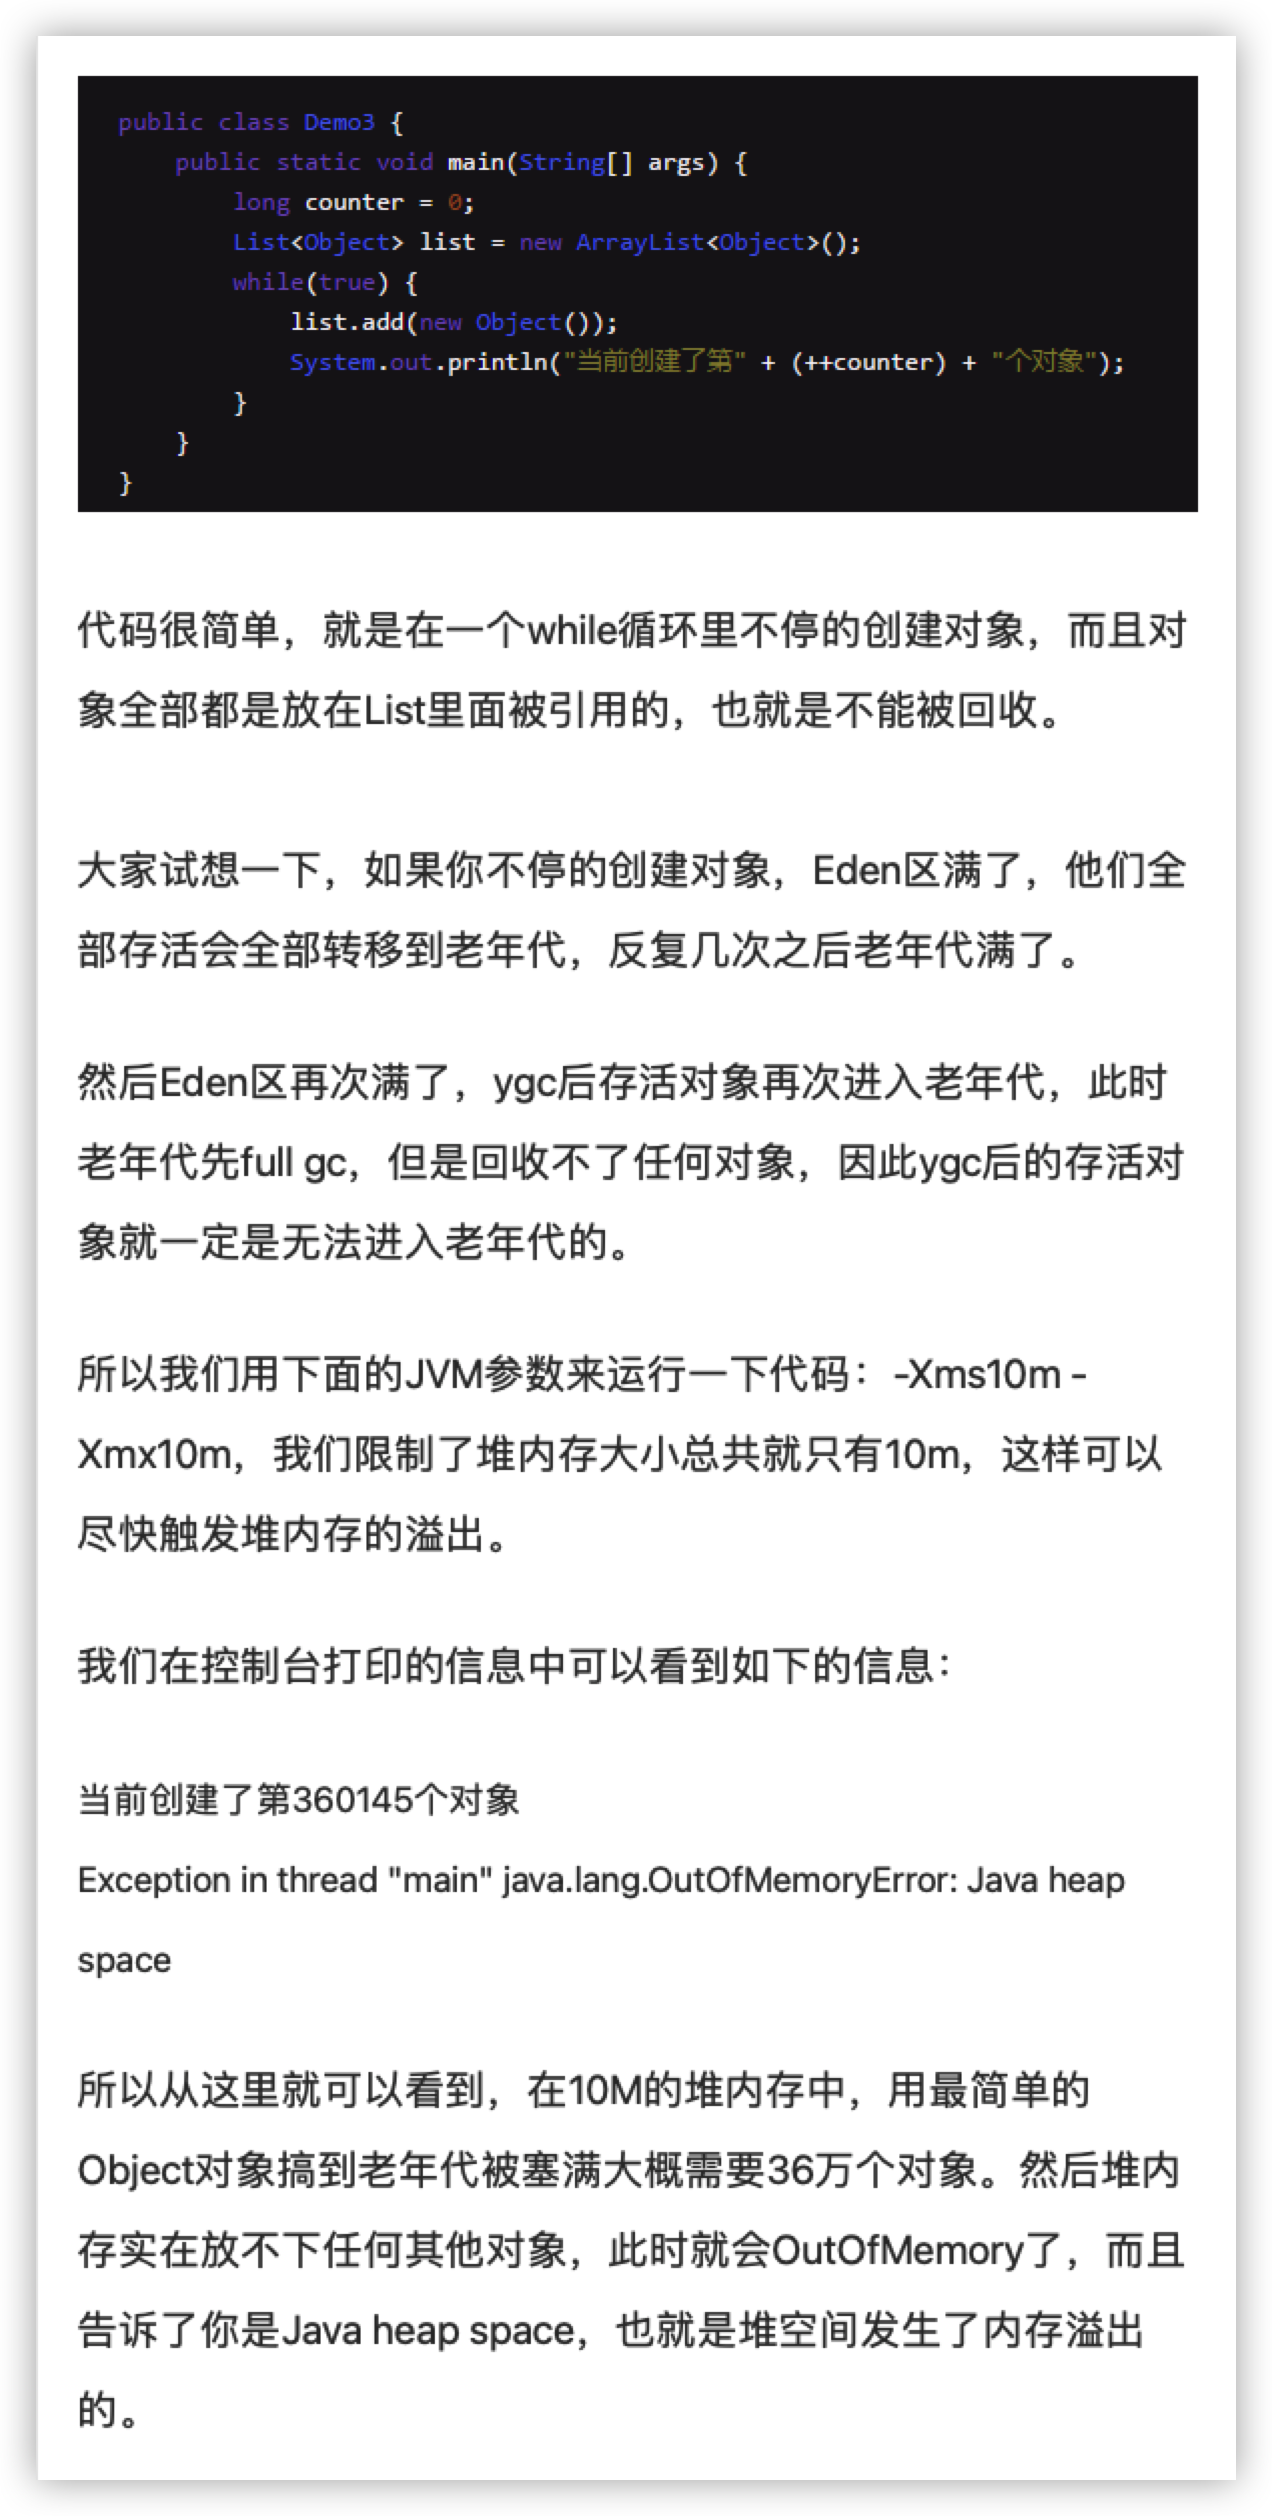 public class Demo3 {
    public static void main(String[] args) {
        long counter = 0;
        List<Object> list = new ArrayList<Object>();
        while(true) {
            list.add(new Object());
            System.out.println("当前创建了第" + (++counter) + "个对象");
        }
    }
}
代码很简单，就是在一个while循环里不停的创建对象，而且对
象全部都是放在List里面被引用的，也就是不能被回收。
大家试想一下，如果你不停的创建对象，Eden区满了，他们全
部存活会全部转移到老年代，反复几次之后老年代满了。
然后Eden区再次满了，ygc后存活对象再次进入老年代，此时
老年代先full gc，但是回收不了任何对象，因此ygc后的存活对
象就一定是无法进入老年代的。
所以我们用下面的JVM参数来运行一下代码：-Xms10m -
Xmx10m，我们限制了堆内存大小总共就只有10m，这样可以
尽快触发堆内存的溢出。
我们在控制台打印的信息中可以看到如下的信息：
当前创建了第360145个对象
Exception in thread "main" java.lang.OutOfMemoryError: Java heap
space
所以从这里就可以看到，在10M的堆内存中，用最简单的
Object对象搞到老年代被塞满大概需要36万个对象。然后堆内
存实在放不下任何其他对象，此时就会OutOfMemory了，而且
告诉了你是Java heap space，也就是堆空间发生了内存溢出
的。